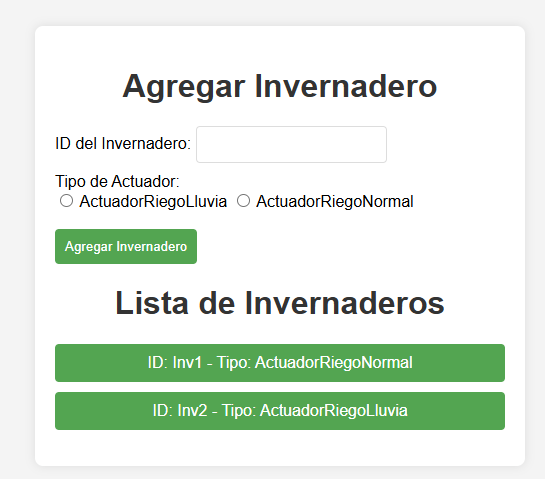 Agregar Invernadero
ID del Invernadero:
Tipo de Actuador:
ActuadorRiegoLluvia ActuadorRiegoNormal
Agregar Invernadero
Lista de Invernaderos
ID: Inv1 - Tipo: ActuadorRiegoNormal
ID: Inv2 - Tipo: ActuadorRiegoLluvia